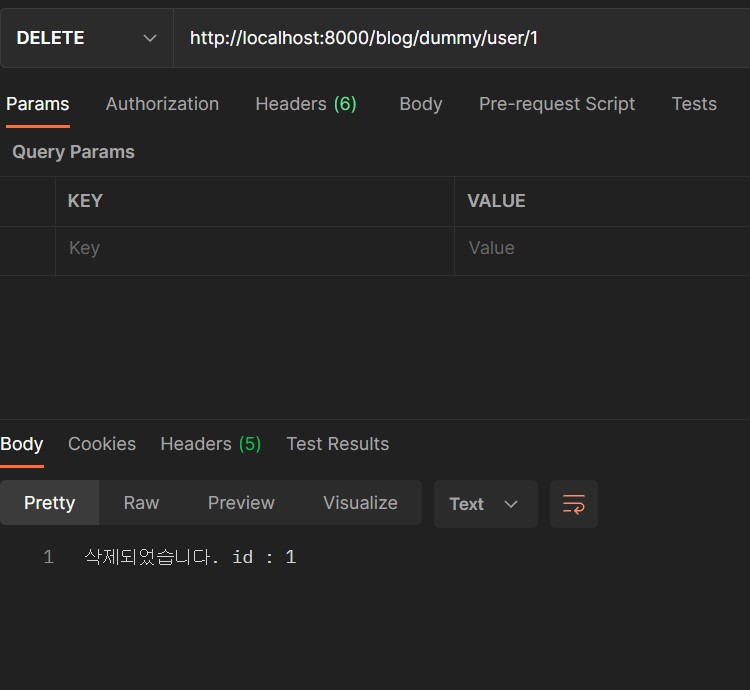 DELETE http://localhost:8000/blog/dummy/user/1
Params Authorization Headers (6) Body Pre-request Script Tests
Query Params
KEY VALUE
Key Value
Body Cookies Headers (5) Test Results
Pretty Raw Preview Visualize Text
1 삭제되었습니다. id : 1